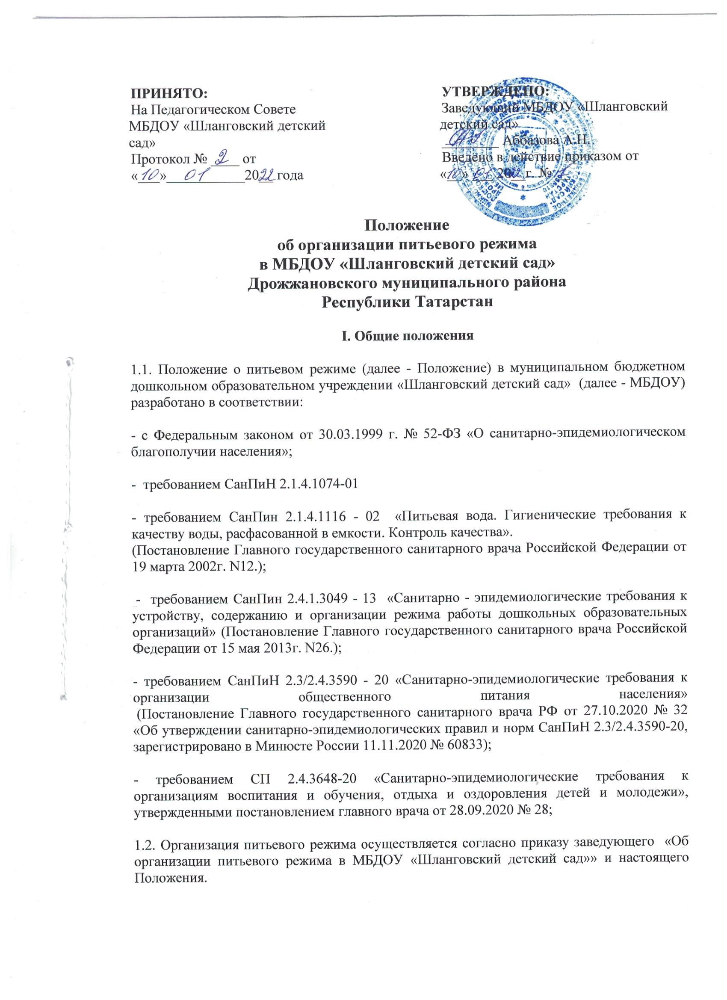 ПРИНЯТО:
На Педагогическом Совете
МБДОУ «Шланговский детский
сад»
Протокол № 2 от
«10» 01 2022 года
УТВЕРЖДЕНО:
Заведующий МБДОУ «Шланговский
детский сад»
Аббазова А.Н.
Введено в действие приказом от
«10» 01 2022 г. №
Положение
об организации питьевого режима
в МБДОУ «Шланговский детский сад»
Дрожжановского муниципального района
Республики Татарстан
I. Общие положения
1.1. Положение о питьевом режиме (далее - Положение) в муниципальном бюджетном
дошкольном образовательном учреждении «Шланговский детский сад» (далее - МБДОУ)
разработано в соответствии:
- с Федеральным законом от 30.03.1999 г. № 52-ФЗ «О санитарно-эпидемиологическом
благополучии населения»;
- требованием СанПиН 2.1.4.1074-01
- требованием СанПин 2.1.4.1116 - 02 «Питьевая вода. Гигиенические требования к
качеству воды, расфасованной в емкости. Контроль качества».
(Постановление Главного государственного санитарного врача Российской Федерации от
19 марта 2002г. N12.);
- требованием СанПин 2.4.1.3049 - 13 «Санитарно - эпидемиологические требования к
устройству, содержанию и организации режима работы дошкольных образовательных
организаций» (Постановление Главного государственного санитарного врача Российской
Федерации от 15 мая 2013г. N26.);
- требованием СанПиН 2.3/2.4.3590 - 20 «Санитарно-эпидемиологические требования к
организации общественного питания населения»
(Постановление Главного государственного санитарного врача РФ от 27.10.2020 № 32
«Об утверждении санитарно-эпидемиологических правил и норм СанПиН 2.3/2.4.3590-20,
зарегистрировано в Минюсте России 11.11.2020 № 60833);
- требованием СП 2.4.3648-20 «Санитарно-эпидемиологические требования к
организациям воспитания и обучения, отдыха и оздоровления детей и молодежи»,
утвержденными постановлением главного врача от 28.09.2020 № 28;
1.2. Организация питьевого режима осуществляется согласно приказу заведующего «Об
организации питьевого режима в МБДОУ «Шланговский детский сад»» и настоящего
Положения.